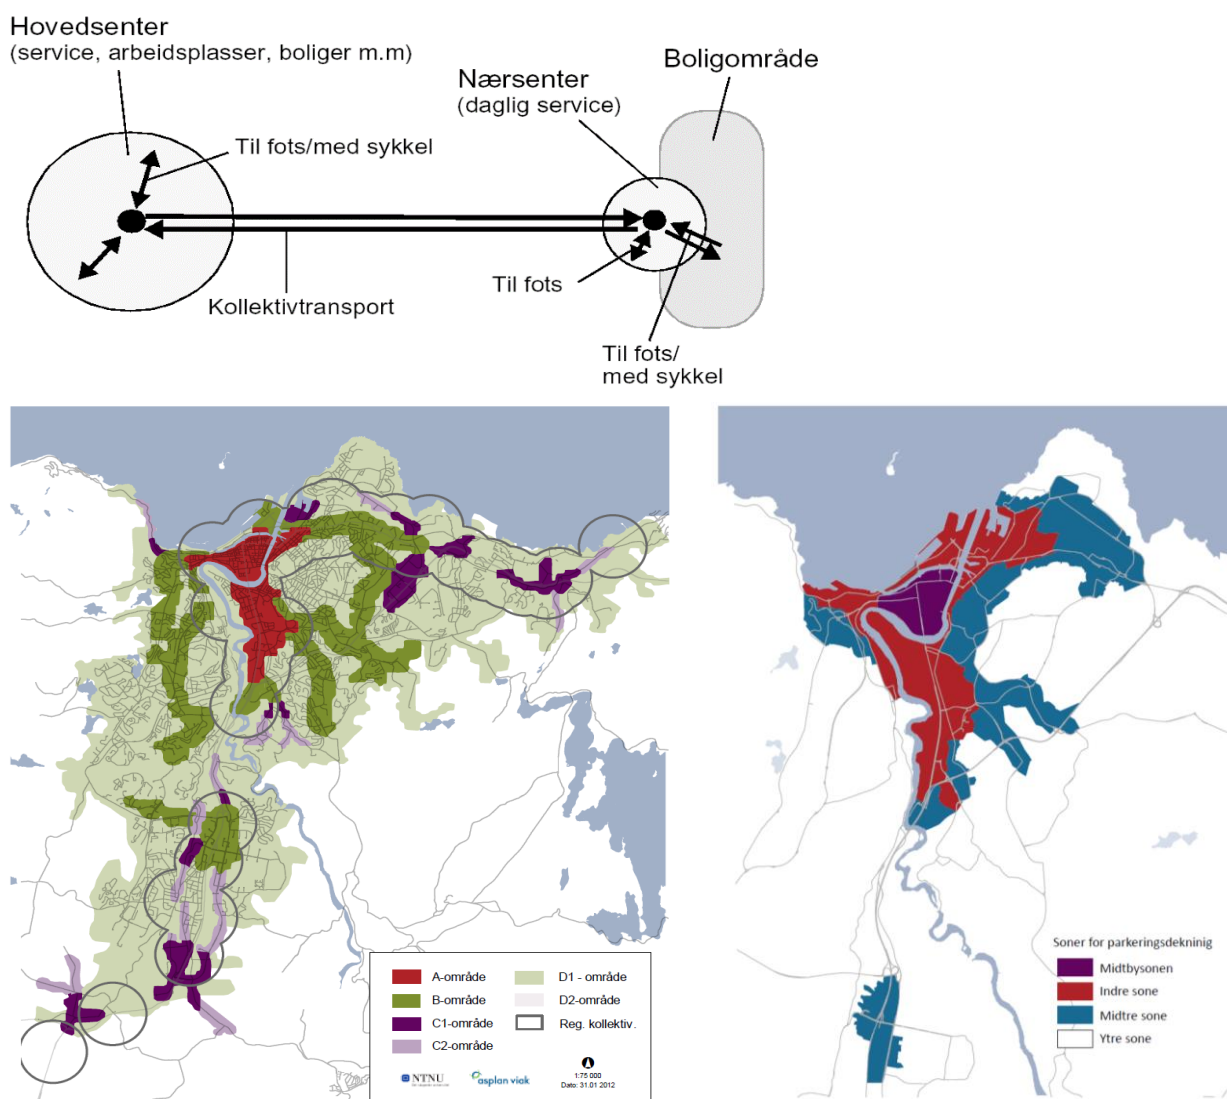 Hovedsenter
(service, arbeidsplasser, boliger m.m)
Nærsenter
(daglig service)
Boligområde
Til fots/med sykkel
Til fots
Kollektivtransport
Til fots/
med sykkel
A-område
B-område
C1-område
C2-område
D1 - område
D2-område
Reg. kollektiv.
NTNU
asplan viak
1:75 000
Dato: 31.01 2012
Soner for parkeringsdekninig
Midtbysonen
Indre sone
Midtre sone
Ytre sone